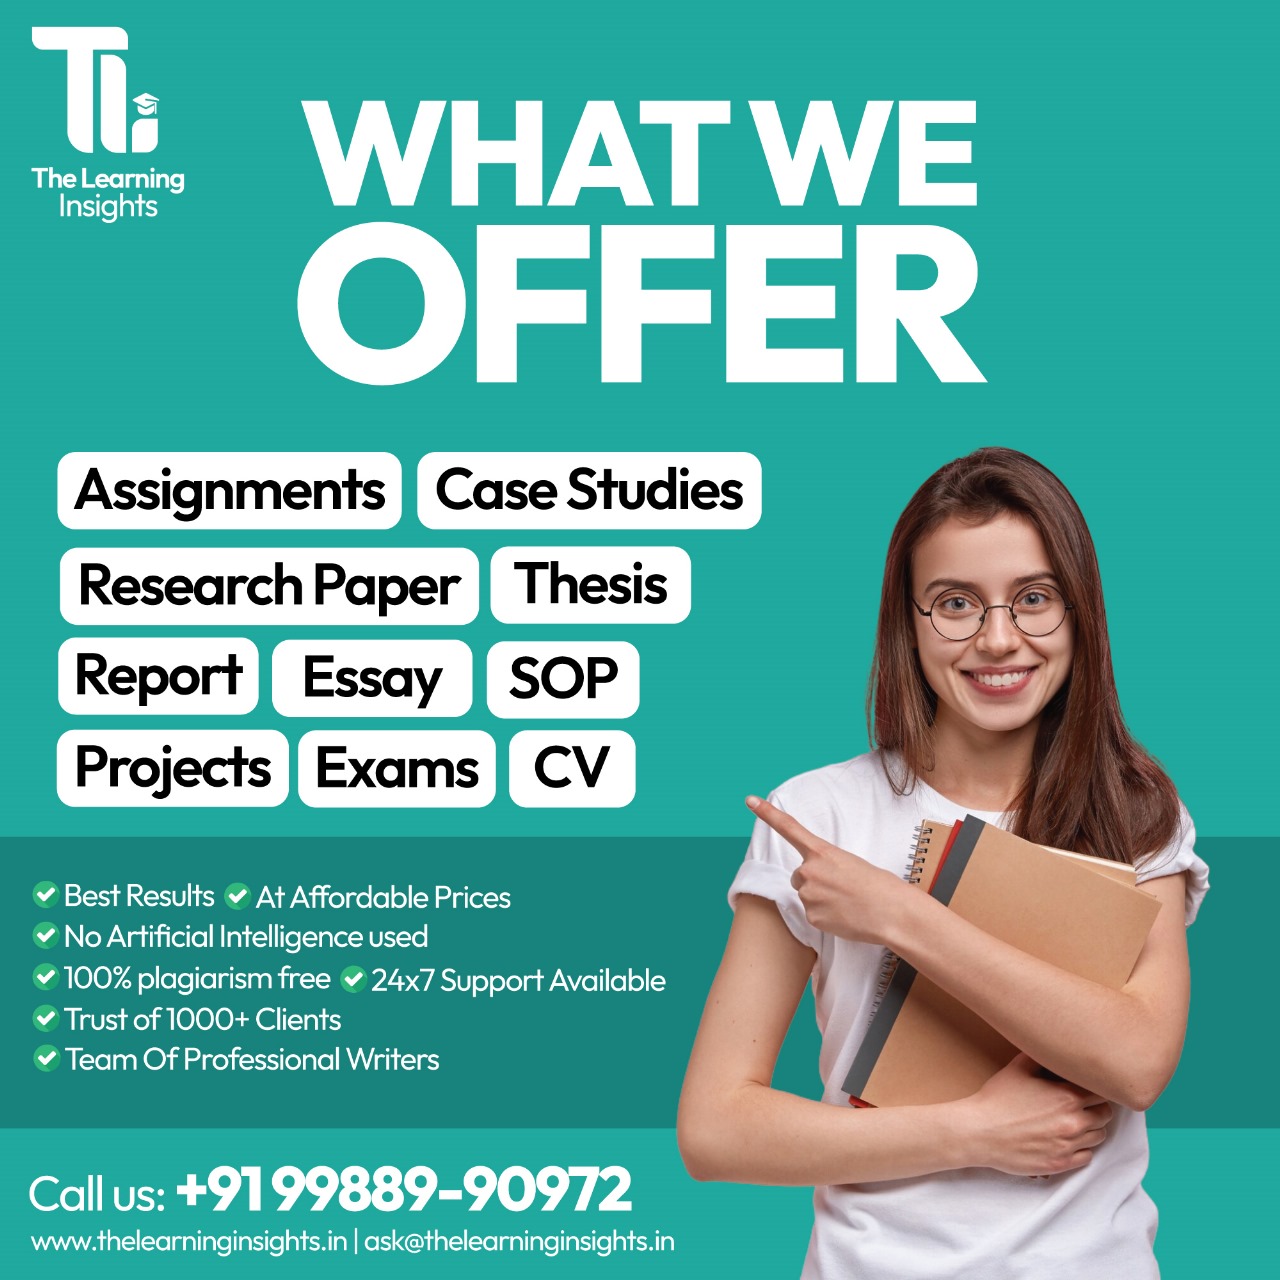 The Learning
Insights
WHAT WE
OFFER
Assignments Case Studies
Research Paper Thesis
Report Essay SOP
Projects Exams CV
Best Results At Affordable Prices
No Artificial Intelligence used
100% plagiarism free 24x7 Support Available
Trust of 1000+ Clients
Team Of Professional Writers
Call us: +91 99889-90972
www.thelearninginsights.in | ask@thelearninginsights.in